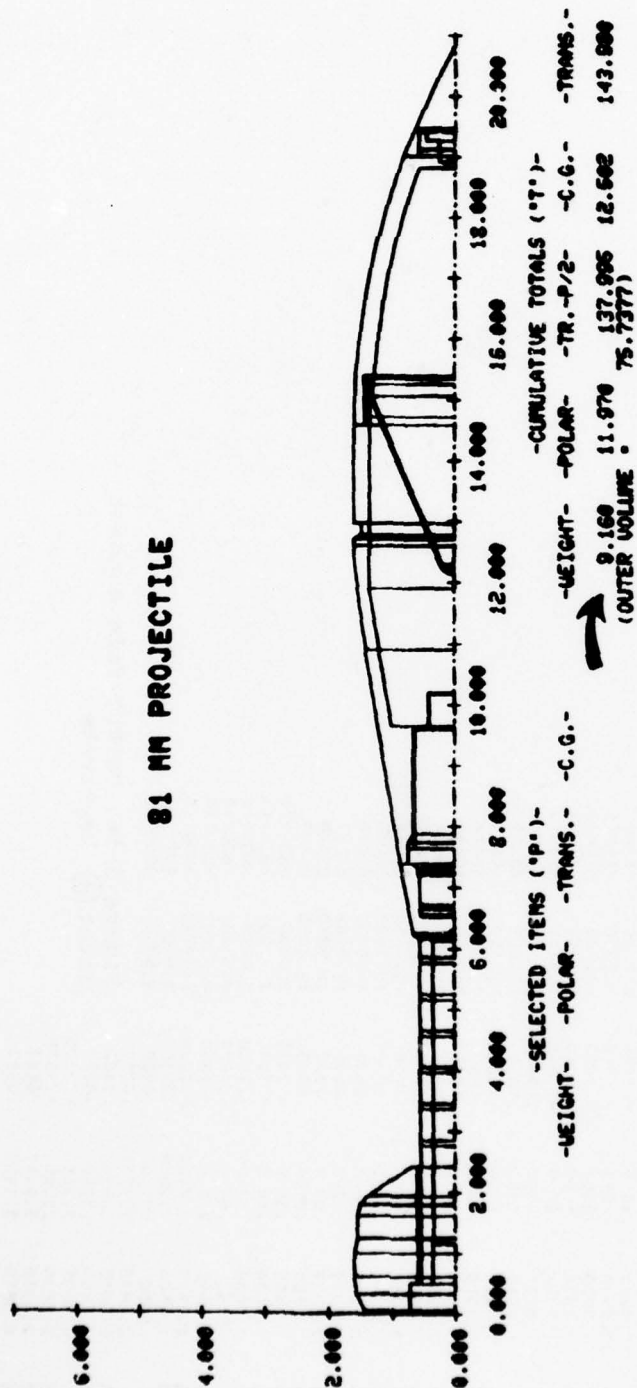 81 MM PROJECTILE
6.000
4.000
2.000
0.000
0.000 2.000 4.000 6.000 8.000 10.000 12.000 14.000 16.000 18.000 20.000
-SELECTED ITEMS ("P")- -CUMULATIVE TOTALS ("T")-
-WEIGHT- -POLAR- -TRANS.- -C.G.- -WEIGHT- -POLAR- -TR.-P/2- -C.G.- -TRANS.-
9.160 11.970 137.995 12.602 143.980
(OUTER VOLUME = 75.7377)